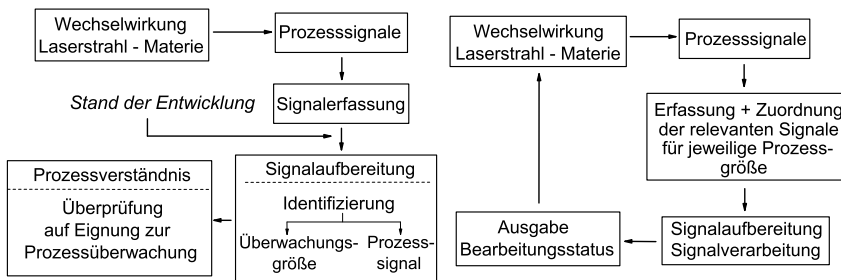 Wechselwirkung
Laserstrahl - Materie
Prozesssignale
Stand der Entwicklung
Signalerfassung
Signalaufbereitung
Identifizierung
Überwachungs-
größe
Prozess-
signal
Prozessverständnis
Überprüfung
auf Eignung zur
Prozessüberwachung
Wechselwirkung
Laserstrahl - Materie
Prozesssignale
Erfassung + Zuordnung
der relevanten Signale
für jeweilige Prozess-
größe
Signalaufbereitung
Signalverarbeitung
Ausgabe
Bearbeitungsstatus